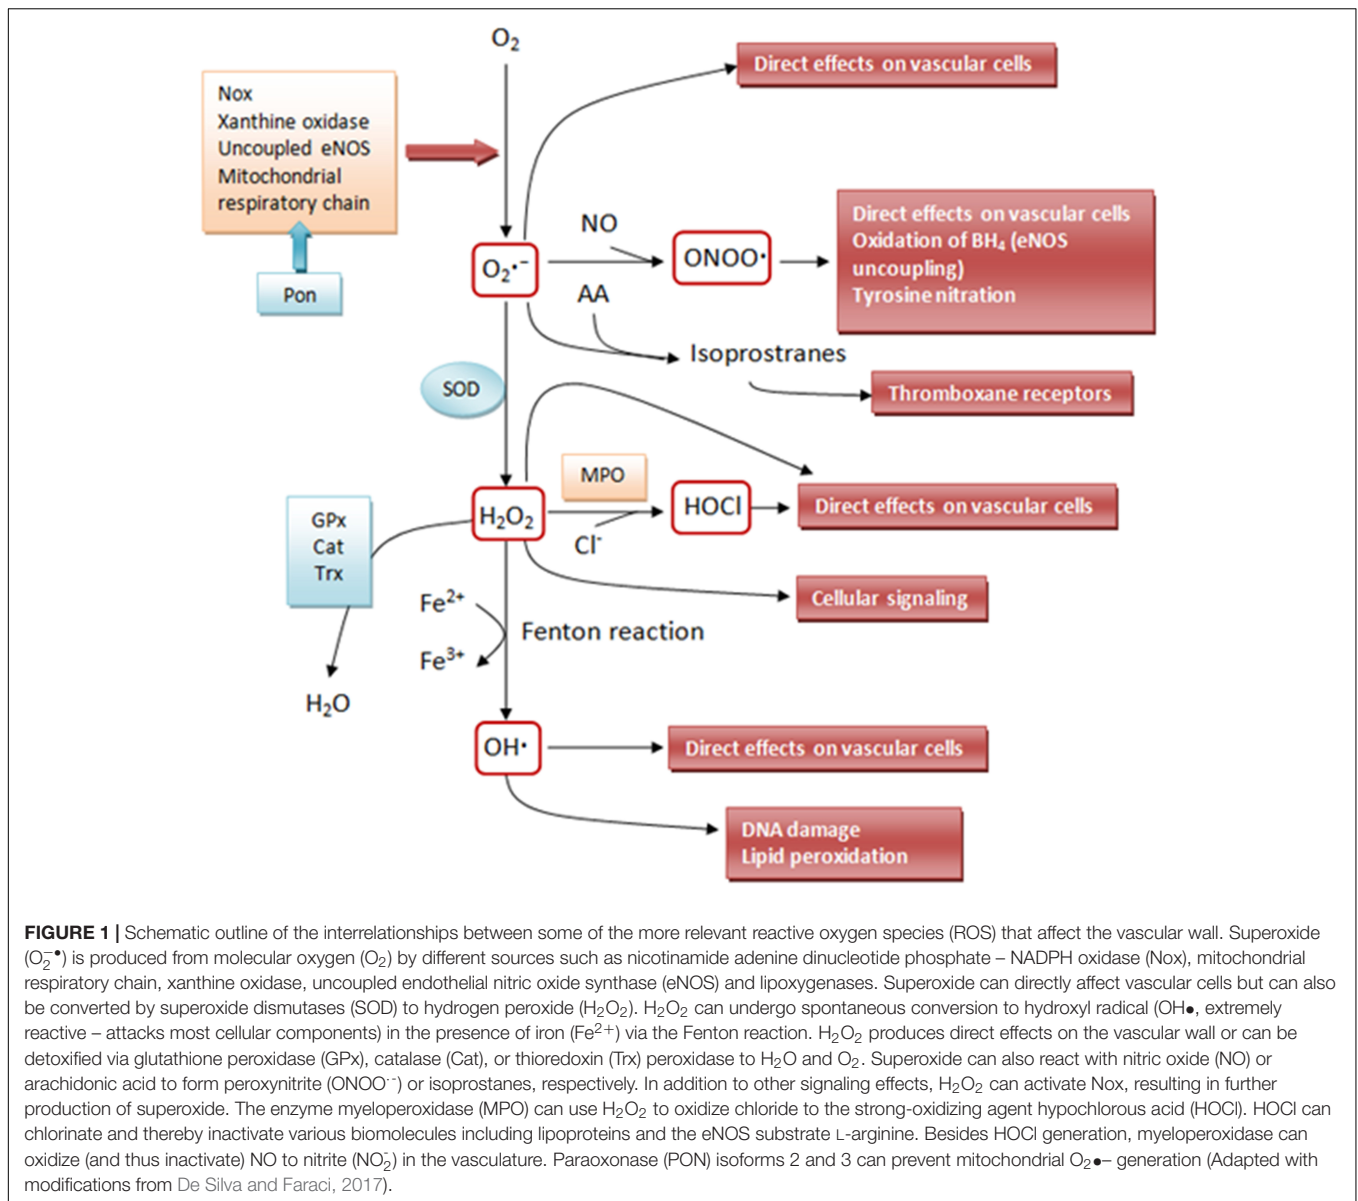 O₂
Direct effects on vascular cells
Nox
Xanthine oxidase
Uncoupled eNOS
Mitochondrial
respiratory chain
Pon
NO
O₂•⁻
ONOO•
Direct effects on vascular cells
Oxidation of BH₄ (eNOS
uncoupling)
Tyrosine nitration
AA
Isoprostranes
Thromboxane receptors
SOD
MPO
H₂O₂
HOCl
Direct effects on vascular cells
Cl⁻
GPx
Cat
Trx
Cellular signaling
Fe²⁺
Fenton reaction
Fe³⁺
H₂O
OH•
Direct effects on vascular cells
DNA damage
Lipid peroxidation
FIGURE 1 | Schematic outline of the interrelationships between some of the more relevant reactive oxygen species (ROS) that affect the vascular wall. Superoxide
(O₂⁻•) is produced from molecular oxygen (O₂) by different sources such as nicotinamide adenine dinucleotide phosphate – NADPH oxidase (Nox), mitochondrial
respiratory chain, xanthine oxidase, uncoupled endothelial nitric oxide synthase (eNOS) and lipoxygenases. Superoxide can directly affect vascular cells but can also
be converted by superoxide dismutases (SOD) to hydrogen peroxide (H₂O₂). H₂O₂ can undergo spontaneous conversion to hydroxyl radical (OH●, extremely
reactive – attacks most cellular components) in the presence of iron (Fe²⁺) via the Fenton reaction. H₂O₂ produces direct effects on the vascular wall or can be
detoxified via glutathione peroxidase (GPx), catalase (Cat), or thioredoxin (Trx) peroxidase to H₂O and O₂. Superoxide can also react with nitric oxide (NO) or
arachidonic acid to form peroxynitrite (ONOO˙⁻) or isoprostanes, respectively. In addition to other signaling effects, H₂O₂ can activate Nox, resulting in further
production of superoxide. The enzyme myeloperoxidase (MPO) can use H₂O₂ to oxidize chloride to the strong-oxidizing agent hypochlorous acid (HOCl). HOCl can
chlorinate and thereby inactivate various biomolecules including lipoproteins and the eNOS substrate L-arginine. Besides HOCl generation, myeloperoxidase can
oxidize (and thus inactivate) NO to nitrite (NO₂⁻) in the vasculature. Paraoxonase (PON) isoforms 2 and 3 can prevent mitochondrial O₂●– generation (Adapted with
modifications from De Silva and Faraci, 2017).